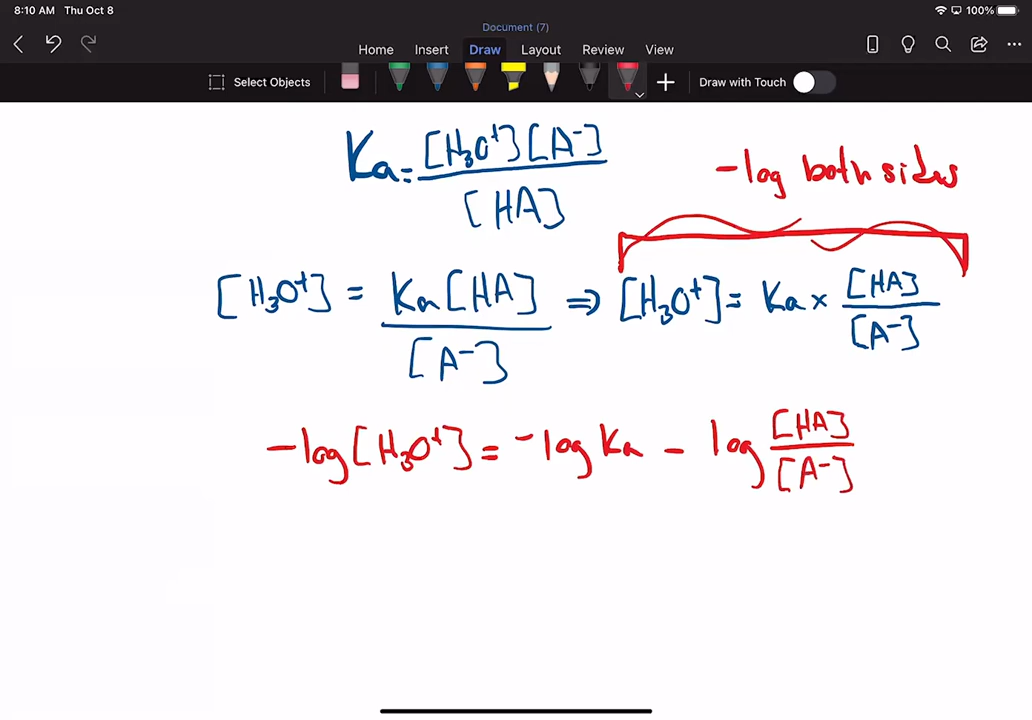 8:10 AM Thu Oct 8 100%
Document (7)
Home Insert Draw Layout Review View
Select Objects Draw with Touch
Ka = [H₃O⁺][A⁻] / [HA]
-log both sides
[H₃O⁺] = Ka[HA] / [A⁻] ⇒ [H₃O⁺] = Ka × [HA] / [A⁻]
-log[H₃O⁺] = -log Ka - log [HA] / [A⁻]